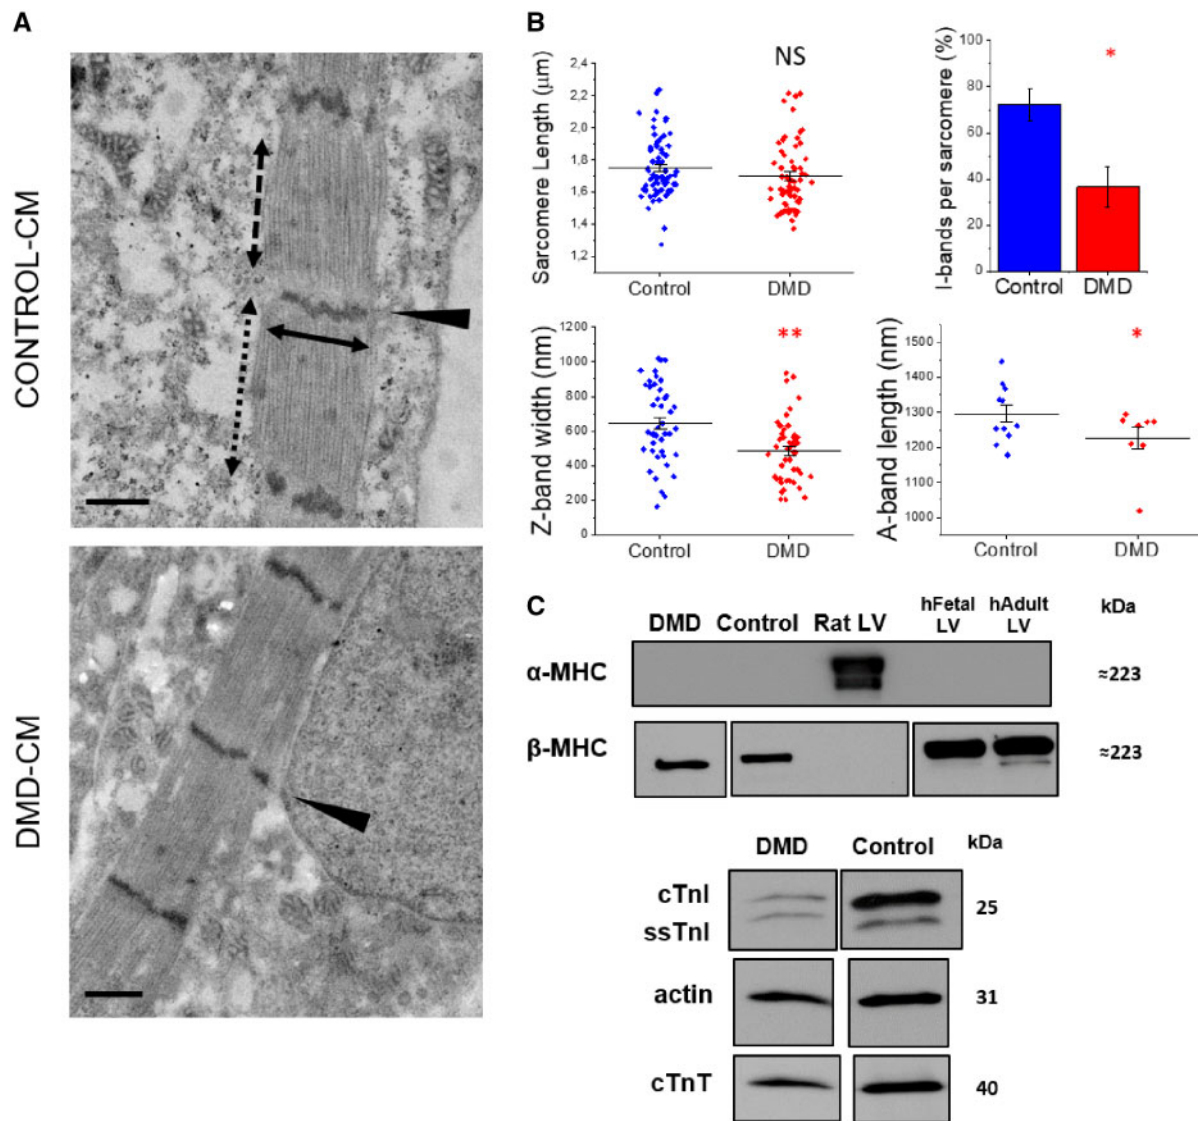 A
CONTROL-CM
DMD-CM
B
Sarcomere Length (μm)
2,4
2,2
2,0
1,8
1,6
1,4
1,2
NS
Control DMD
I-bands per sarcomere (%)
100
80
60
40
20
0
*
Control DMD
Z-band width (nm)
1200
1000
800
600
400
200
0
**
Control DMD
A-band length (nm)
1500
1400
1300
1200
1100
1000
*
Control DMD
C
DMD Control Rat LV hFetal LV hAdult LV kDa
α-MHC ≈223
β-MHC ≈223
DMD Control kDa
cTnI
ssTnI
25
actin 31
cTnT 40